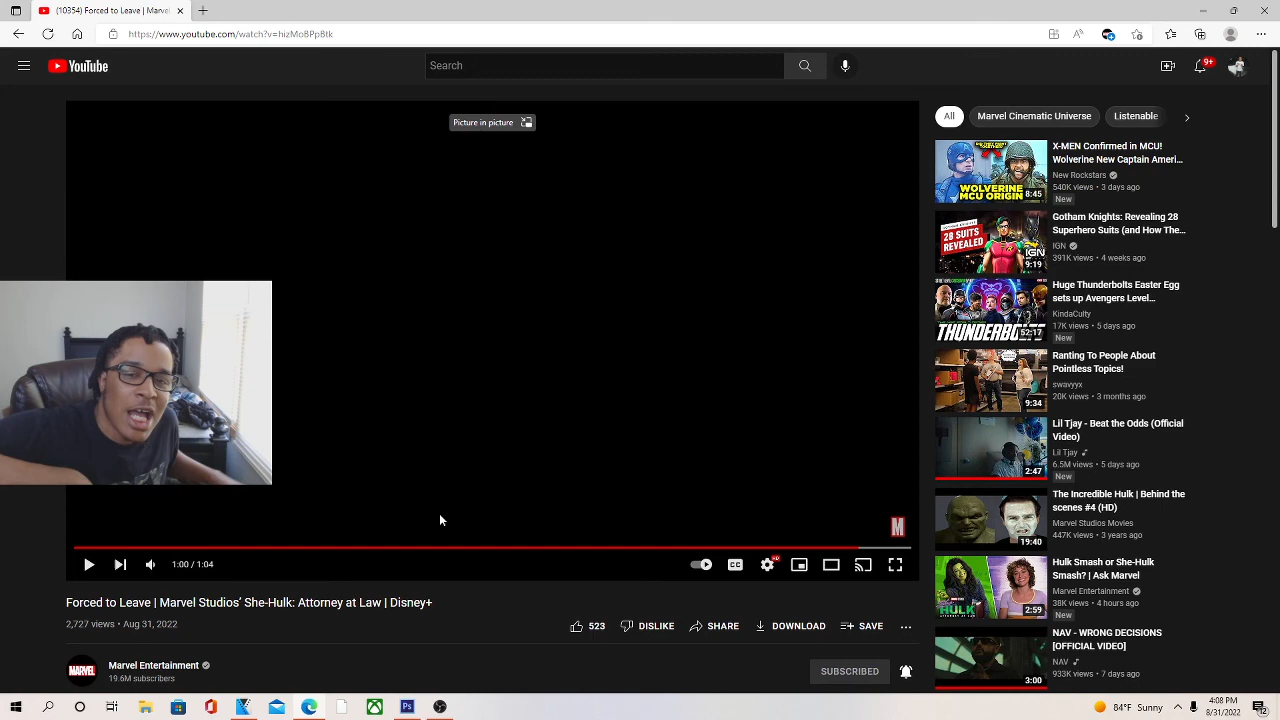 (10354) Forced to Leave | Marvel
https://www.youtube.com/watch?v=hizMo8Pp8tk
YouTube
Search
9+
Picture in picture
M
1:00 / 1:04
CC
HD
Forced to Leave | Marvel Studios' She-Hulk: Attorney at Law | Disney+
2,727 views • Aug 31, 2022
523
DISLIKE
SHARE
DOWNLOAD
SAVE
MARVEL
Marvel Entertainment
19.6M subscribers
SUBSCRIBED
All
Marvel Cinematic Universe
Listenable
WOLVERINE
MCU ORIGIN
8:45
X-MEN Confirmed in MCU!
Wolverine New Captain Ameri...
New Rockstars
540K views • 3 days ago
New
28 SUITS
REVEALED
IGN
9:19
Gotham Knights: Revealing 28
Superhero Suits (and How The...
IGN
391K views • 4 weeks ago
THUNDERBOLTS
52:17
Huge Thunderbolts Easter Egg
sets up Avengers Level...
KindaCulty
17K views • 5 days ago
New
9:34
Ranting To People About
Pointless Topics!
swavyyx
20K views • 3 months ago
2:47
Lil Tjay - Beat the Odds (Official
Video)
Lil Tjay
6.5M views • 5 days ago
New
19:40
The Incredible Hulk | Behind the
scenes #4 (HD)
Marvel Studios Movies
447K views • 3 years ago
HULK
2:59
Hulk Smash or She-Hulk
Smash? | Ask Marvel
Marvel Entertainment
38K views • 4 hours ago
New
3:00
NAV - WRONG DECISIONS
[OFFICIAL VIDEO]
NAV
933K views • 7 days ago
Ps
84°F Sunny
4:08 PM
8/31/2022